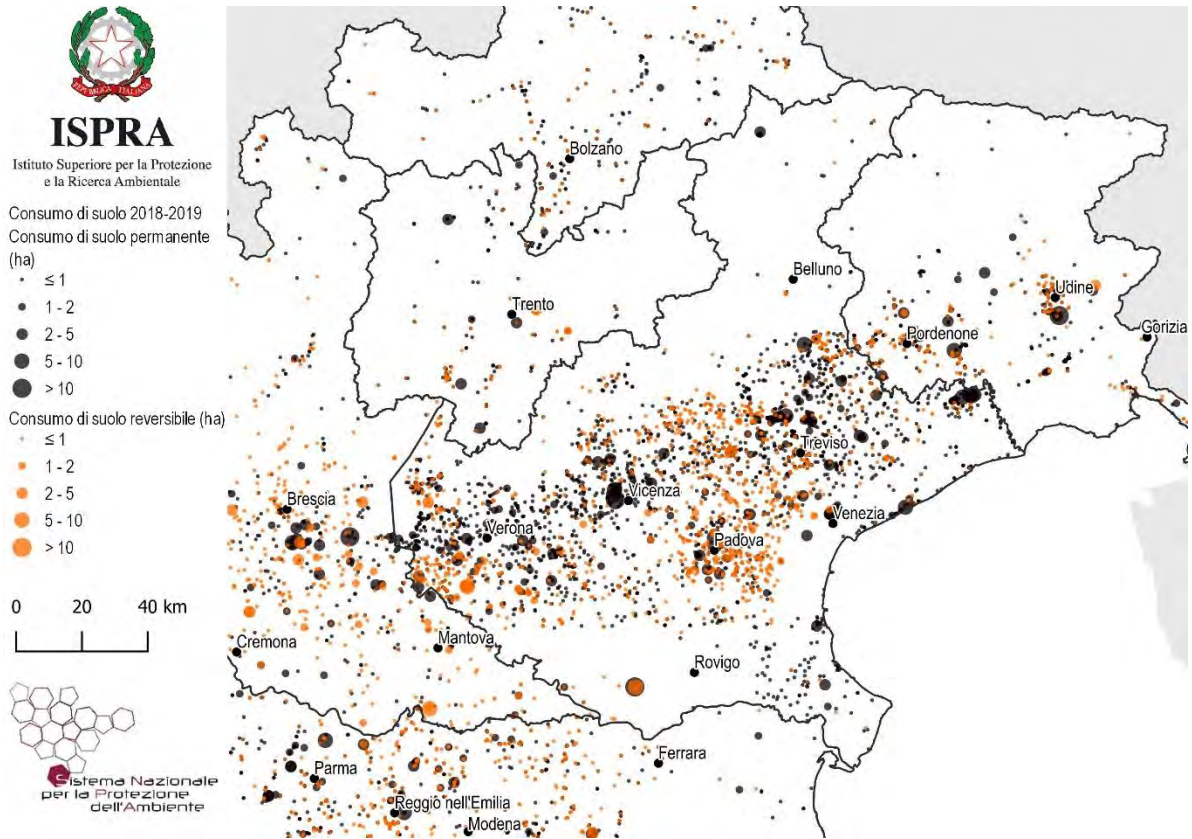 REPVBBLICA ITALIANA
ISPRA
Istituto Superiore per la Protezione
e la Ricerca Ambientale
Consumo di suolo 2018-2019
Consumo di suolo permanente
(ha)
≤ 1
1 - 2
2 - 5
5 - 10
> 10
Consumo di suolo reversibile (ha)
≤ 1
1 - 2
2 - 5
5 - 10
> 10
0 20 40 km
Sistema Nazionale
per la Protezione
dell'Ambiente
Bolzano
Belluno
Trento
Udine
Pordenone
Gorizia
Treviso
Vicenza
Brescia
Venezia
Verona
Padova
Cremona
Mantova
Rovigo
Ferrara
Parma
Reggio nell'Emilia
Modena